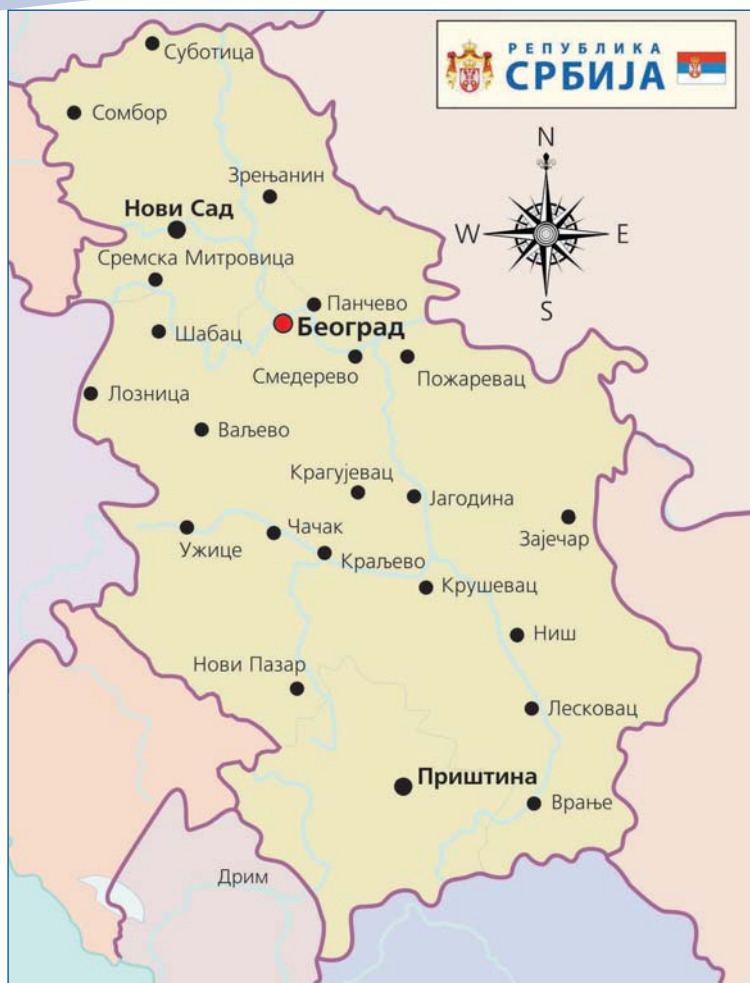 РЕПУБЛИКА
СРБИЈА
Суботица
Сомбор
N
Зрењанин
Нови Сад
W
E
Сремска Митровица
S
Панчево
Београд
Шабац
Смедерево
Пожаревац
Лозница
Ваљево
Крагујевац
Јагодина
Чачак
Зајечар
Ужице
Краљево
Крушевац
Ниш
Нови Пазар
Лесковац
Приштина
Врање
Дрим